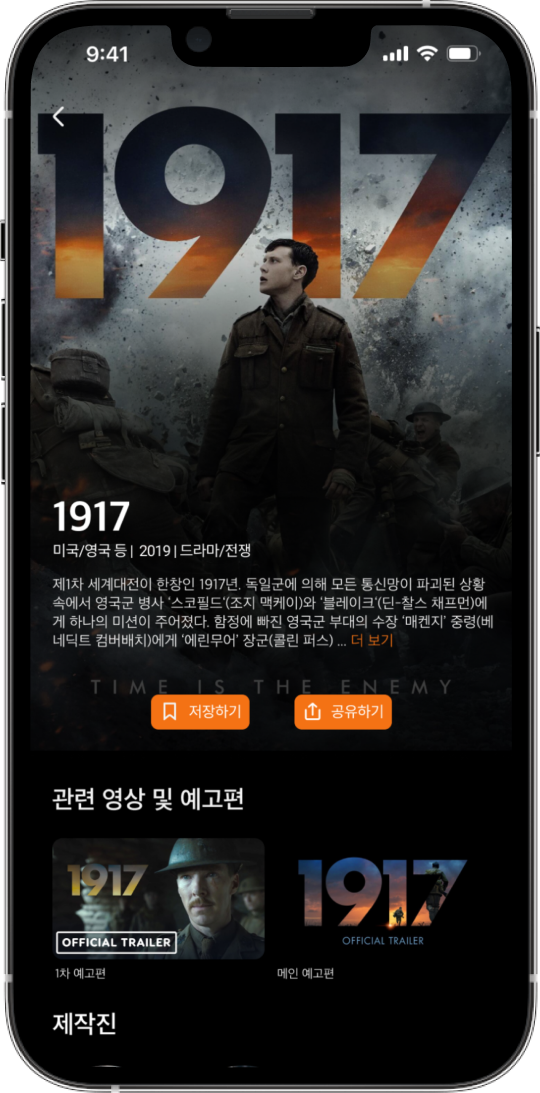 9:41
1917
1917
미국/영국 등 | 2019 | 드라마/전쟁
제1차 세계대전이 한창인 1917년. 독일군에 의해 모든 통신망이 파괴된 상황
속에서 영국군 병사 '스코필드'(조지 맥케이)와 '블레이크'(딘-찰스 채프먼)에
게 하나의 미션이 주어졌다. 함정에 빠진 영국군 부대의 수장 '매켄지' 중령(베
네딕트 컴버배치)에게 '에린무어' 장군(콜린 퍼스) ... 더 보기
TIME IS THE ENEMY
저장하기 공유하기
관련 영상 및 예고편
1917
OFFICIAL TRAILER
1917
OFFICIAL TRAILER
1차 예고편
메인 예고편
제작진